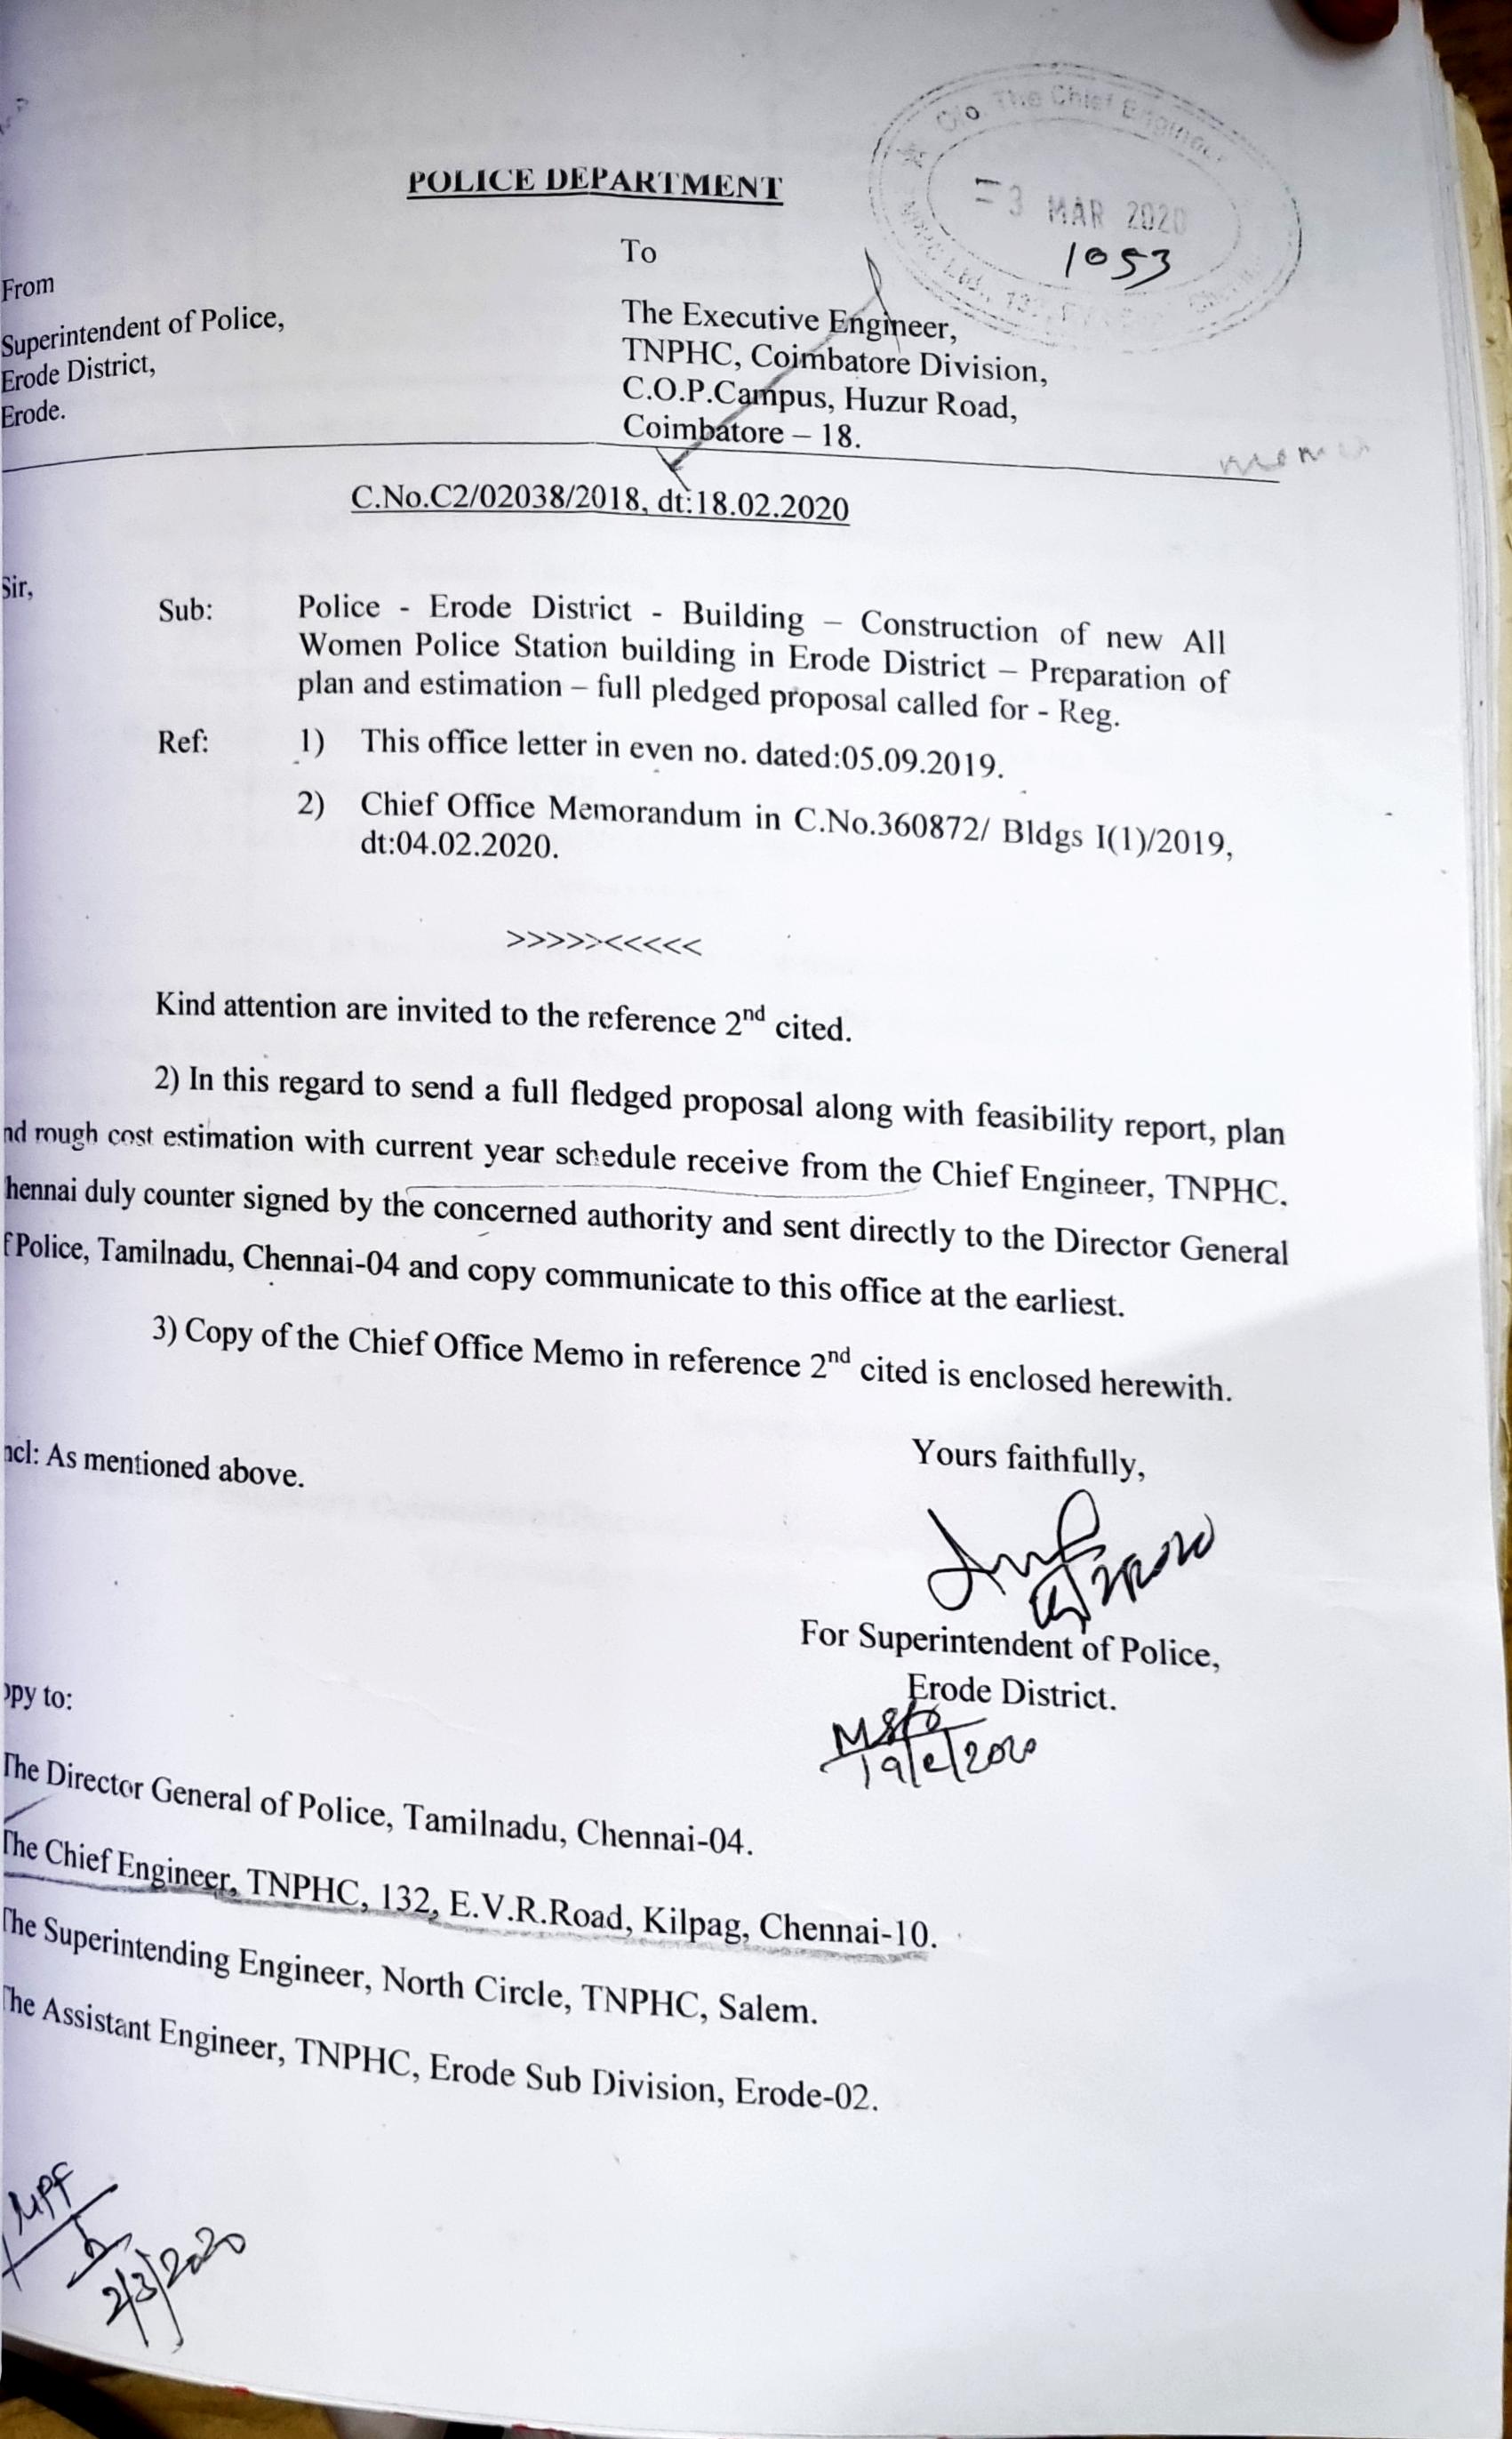 O/o. The Chief Engineer
-3 MAR 2020
1053
POLICE DEPARTMENT
From
Superintendent of Police,
Erode District,
Erode.
To
The Executive Engineer,
TNPHC, Coimbatore Division,
C.O.P.Campus, Huzur Road,
Coimbatore – 18.
C.No.C2/02038/2018, dt:18.02.2020
Sir,
Sub: Police - Erode District - Building – Construction of new All
Women Police Station building in Erode District – Preparation of
plan and estimation – full pledged proposal called for - Reg.
Ref: 1) This office letter in even no. dated:05.09.2019.
2) Chief Office Memorandum in C.No.360872/ Bldgs I(1)/2019,
dt:04.02.2020.
>>>>><<<<<
Kind attention are invited to the reference 2nd cited.
2) In this regard to send a full fledged proposal along with feasibility report, plan
nd rough cost estimation with current year schedule receive from the Chief Engineer, TNPHC.
hennai duly counter signed by the concerned authority and sent directly to the Director General
f Police, Tamilnadu, Chennai-04 and copy communicate to this office at the earliest.
3) Copy of the Chief Office Memo in reference 2nd cited is enclosed herewith.
ncl: As mentioned above.
Yours faithfully,
For Superintendent of Police,
Erode District.
19/2/2020
opy to:
The Director General of Police, Tamilnadu, Chennai-04.
The Chief Engineer, TNPHC, 132, E.V.R.Road, Kilpag, Chennai-10.
The Superintending Engineer, North Circle, TNPHC, Salem.
The Assistant Engineer, TNPHC, Erode Sub Division, Erode-02.
2/3/2020